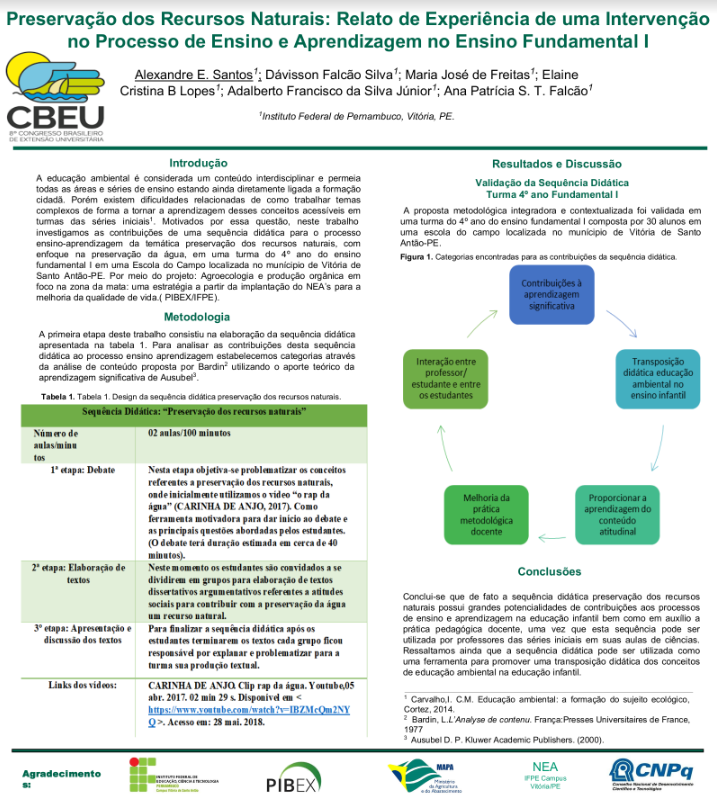 Preservação dos Recursos Naturais: Relato de Experiência de uma Intervenção
no Processo de Ensino e Aprendizagem no Ensino Fundamental I
CBEU
8º CONGRESSO BRASILEIRO
DE EXTENSÃO UNIVERSITÁRIA
Alexandre E. Santos¹; Dávisson Falcão Silva¹; Maria José de Freitas¹; Elaine
Cristina B Lopes¹; Adalberto Francisco da Silva Júnior¹; Ana Patrícia S. T. Falcão¹
¹Instituto Federal de Pernambuco, Vitória, PE.
Introdução
A educação ambiental é considerada um conteúdo interdisciplinar e permeia
todas as áreas e séries de ensino estando ainda diretamente ligada a formação
cidadã. Porém existem dificuldades relacionadas de como trabalhar temas
complexos de forma a tornar a aprendizagem desses conceitos acessíveis em
turmas das séries iniciais¹. Motivados por essa questão, neste trabalho
investigamos as contribuições de uma sequência didática para o processo
ensino-aprendizagem da temática preservação dos recursos naturais, com
enfoque na preservação da água, em uma turma do 4º ano do ensino
fundamental I em uma Escola do Campo localizada no município de Vitória de
Santo Antão-PE. Por meio do projeto: Agroecologia e produção orgânica em
foco na zona da mata: uma estratégia a partir da implantação do NEA's para a
melhoria da qualidade de vida.( PIBEX/IFPE).
Metodologia
A primeira etapa deste trabalho consistiu na elaboração da sequência didática
apresentada na tabela 1. Para analisar as contribuições desta sequência
didática ao processo ensino aprendizagem estabelecemos categorias através
da análise de conteúdo proposta por Bardin² utilizando o aporte teórico da
aprendizagem significativa de Ausubel³.
Tabela 1. Tabela 1. Design da sequência didática preservação dos recursos naturais.
Sequência Didática: “Preservação dos recursos naturais”
Número de
aulas/minu
tos
02 aulas/100 minutos
1ª etapa: Debate
Nesta etapa objetiva-se problematizar os conceitos
referentes a preservação dos recursos naturais,
onde inicialmente utilizamos o vídeo “o rap da
água” (CARINHA DE ANJO, 2017). Como
ferramenta motivadora para dar início ao debate e
as principais questões abordadas pelos estudantes.
(O debate terá duração estimada em cerca de 40
minutos).
2ª etapa: Elaboração de
textos
Neste momento os estudantes são convidados a se
dividirem em grupos para elaboração de textos
dissertativos argumentativos referentes a atitudes
sociais para contribuir com a preservação da água
um recurso natural.
3ª etapa: Apresentação e
discussão dos textos
Para finalizar a sequência didática após os
estudantes terminarem os textos cada grupo ficou
responsável por explanar e problematizar para a
turma sua produção textual.
Links dos vídeos:
CARINHA DE ANJO. Clip rap da água. Youtube,05
abr. 2017. 02 min 29 s. Disponível em <
https://www.youtube.com/watch?v=IBZMcQm2NY
Q >. Acesso em: 28 mai. 2018.
Resultados e Discussão
Validação da Sequência Didática
Turma 4º ano Fundamental I
A proposta metodológica integradora e contextualizada foi validada em
uma turma do 4º ano do ensino fundamental I composta por 30 alunos em
uma escola do campo localizada no município de Vitória de Santo
Antão-PE.
Figura 1. Categorias encontradas para as contribuições da sequência didática.
Contribuições à
aprendizagem
significativa
Interação entre
professor/
estudante e entre
os estudantes
Transposição
didática educação
ambiental no
ensino infantil
Melhoria da
prática
metodológica
docente
Proporcionar a
aprendizagem do
conteúdo
atitudinal
Conclusões
Conclui-se que de fato a sequência didática preservação dos recursos
naturais possui grandes potencialidades de contribuições aos processos
de ensino e aprendizagem na educação infantil bem como em auxílio a
prática pedagógica docente, uma vez que esta sequência pode ser
utilizada por professores das séries iniciais em suas aulas de ciências.
Ressaltamos ainda que a sequência didática pode ser utilizada como
uma ferramenta para promover uma transposição didática dos conceitos
de educação ambiental na educação infantil.
¹ Carvalho,I. C.M. Educação ambiental: a formação do sujeito ecológico,
Cortez, 2014.
² Bardin, L.L'Analyse de contenu. França:Presses Universitaires de France,
1977
³ Ausubel D. P. Kluwer Academic Publishers. (2000).
Agradecimento
s:
INSTITUTO FEDERAL DE
EDUCAÇÃO, CIÊNCIA E TECNOLOGIA
PERNAMBUCO
PIBEX
MAPA
Ministério
da Agricultura
e do Abastecimento
NEA
IFPE Campus
Vitória/PE
CNPq
Conselho Nacional de Desenvolvimento
Científico e Tecnológico